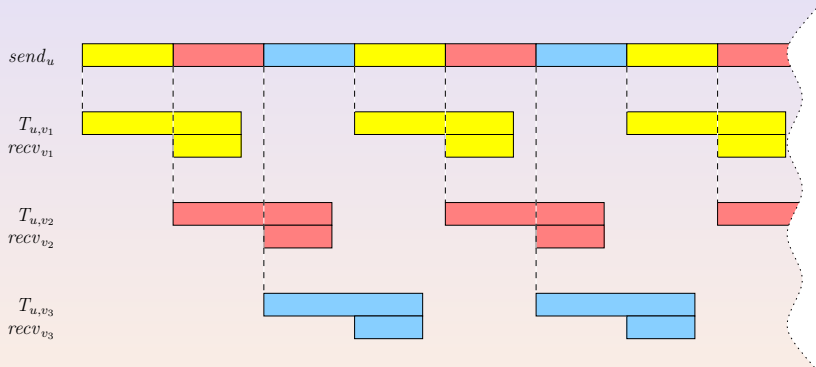 send_u
T_{u,v_1}
recv_{v_1}
T_{u,v_2}
recv_{v_2}
T_{u,v_3}
recv_{v_3}